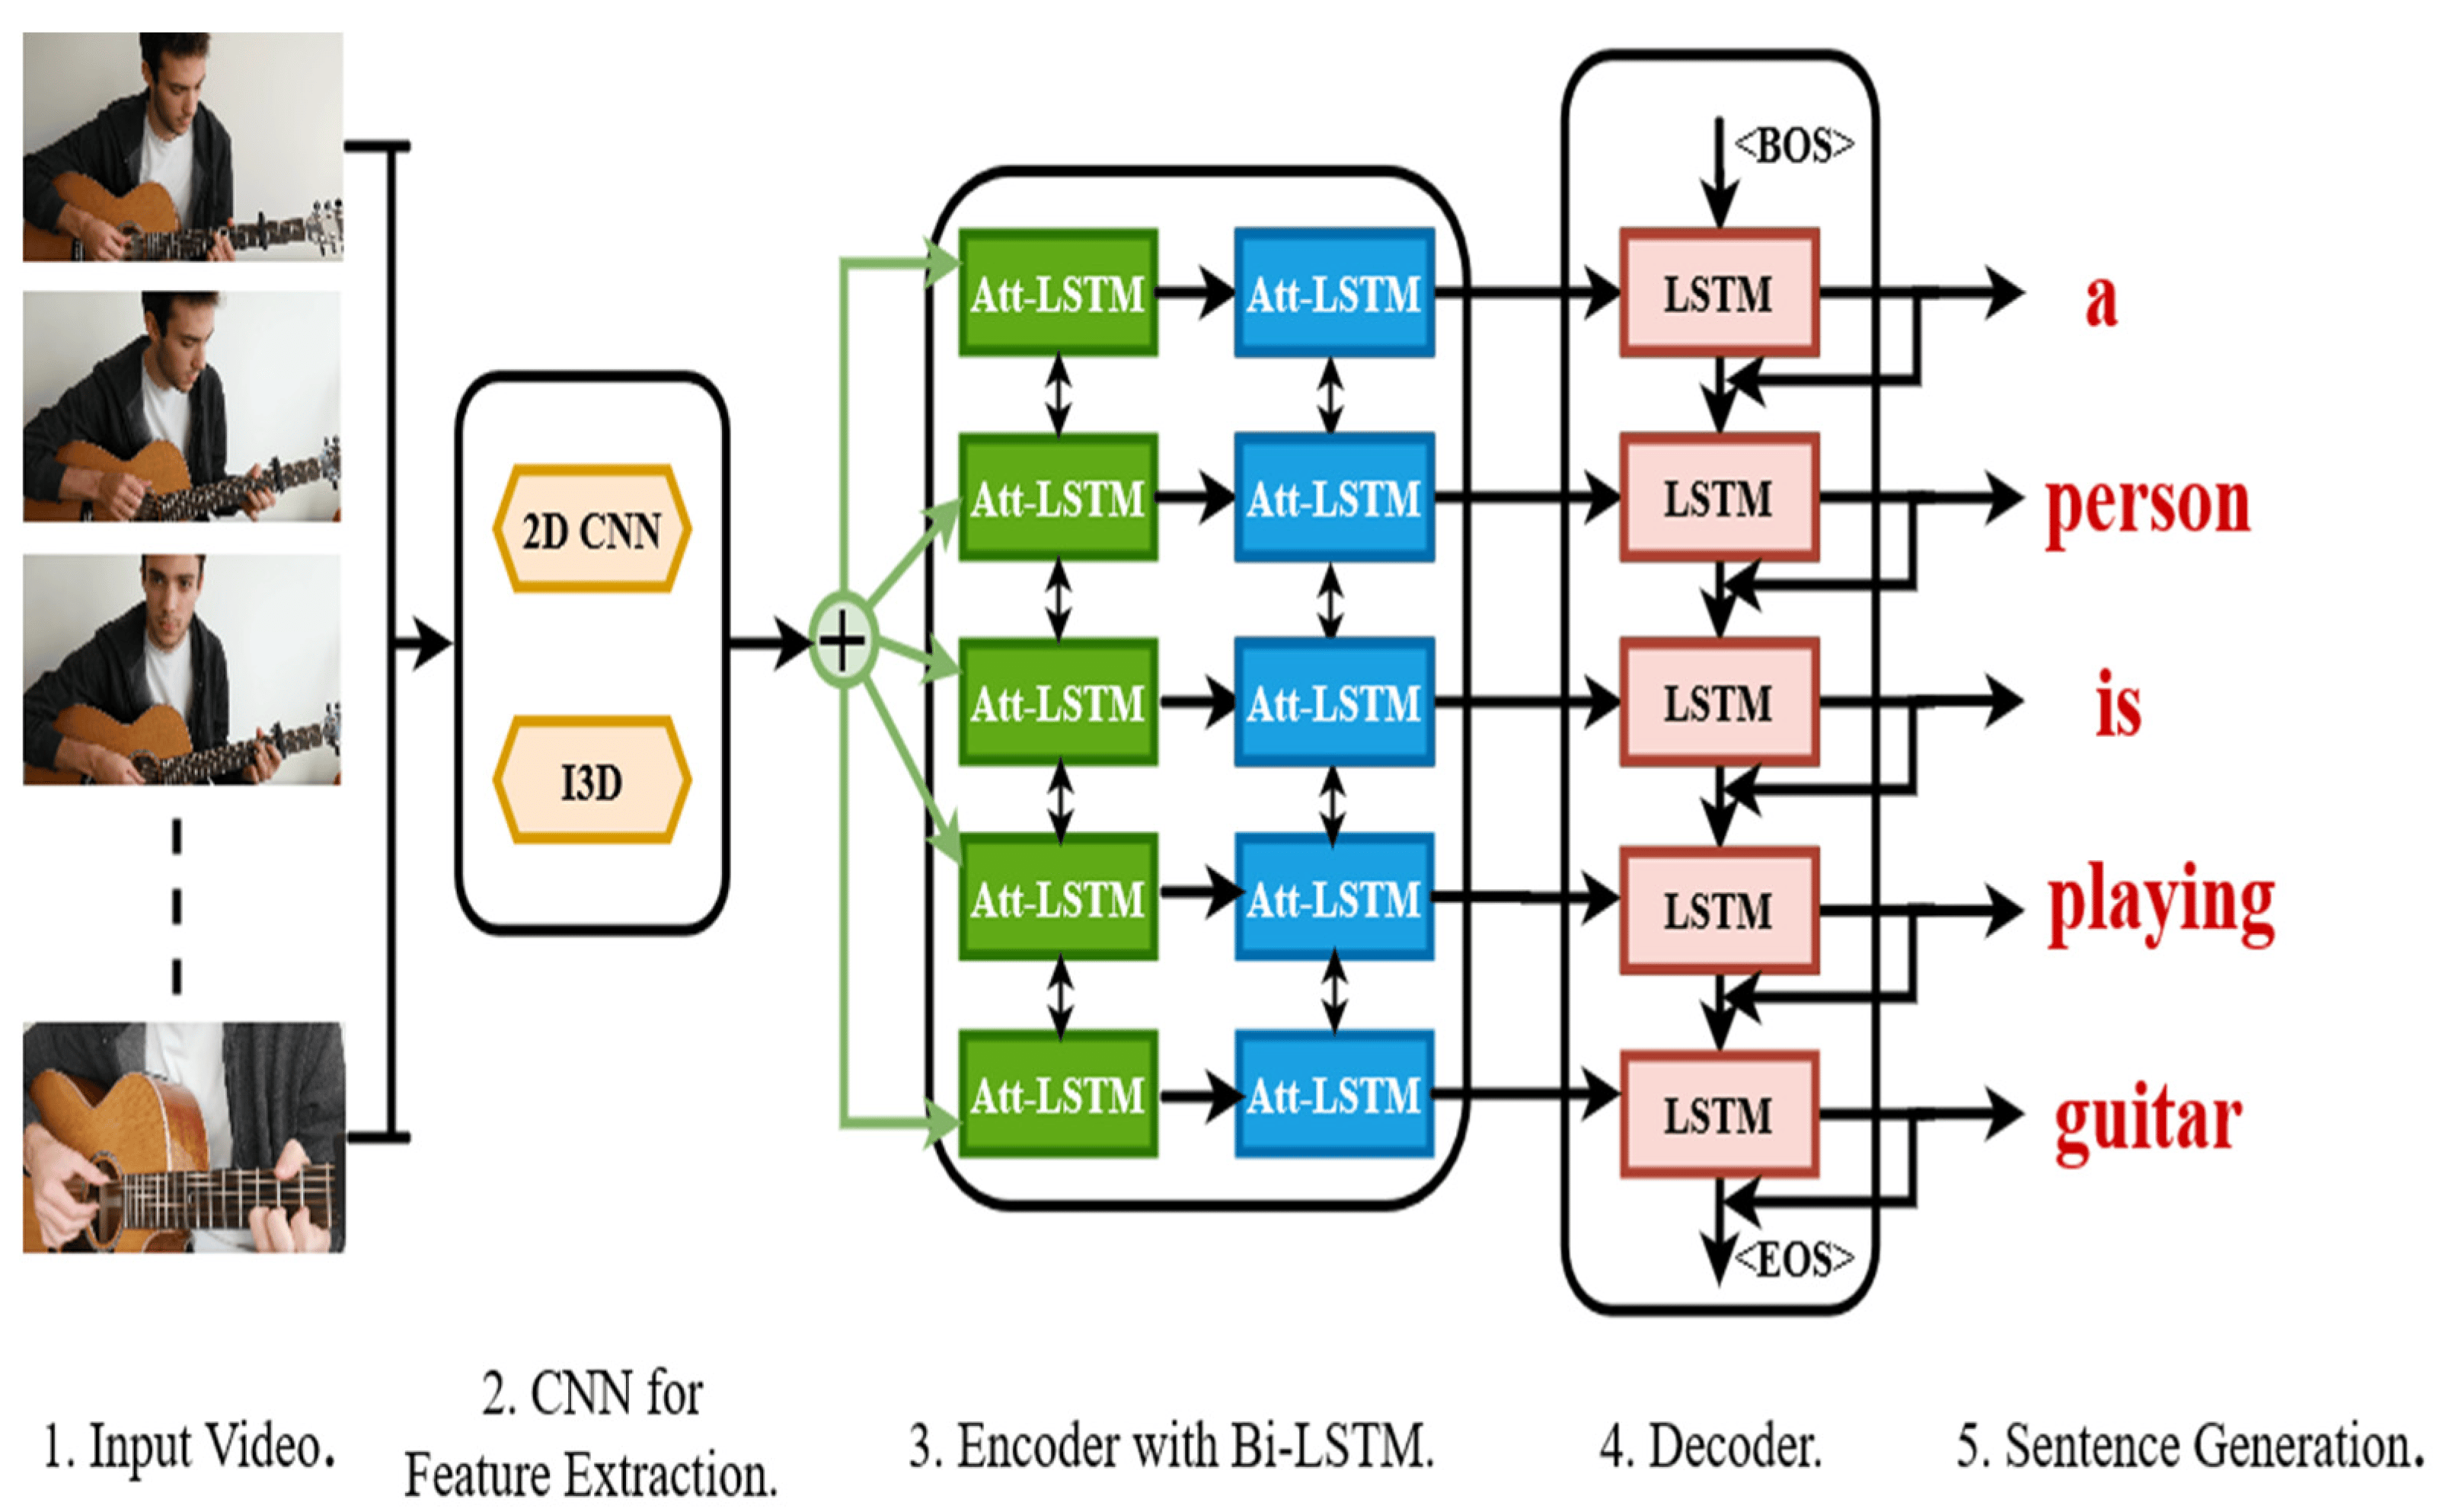 <BOS>
Att-LSTM Att-LSTM LSTM a
2D CNN
Att-LSTM Att-LSTM LSTM person
+
Att-LSTM Att-LSTM LSTM is
I3D
Att-LSTM Att-LSTM LSTM playing
Att-LSTM Att-LSTM LSTM guitar
<EOS>
1. Input Video.
2. CNN for
Feature Extraction.
3. Encoder with Bi-LSTM.
4. Decoder.
5. Sentence Generation.